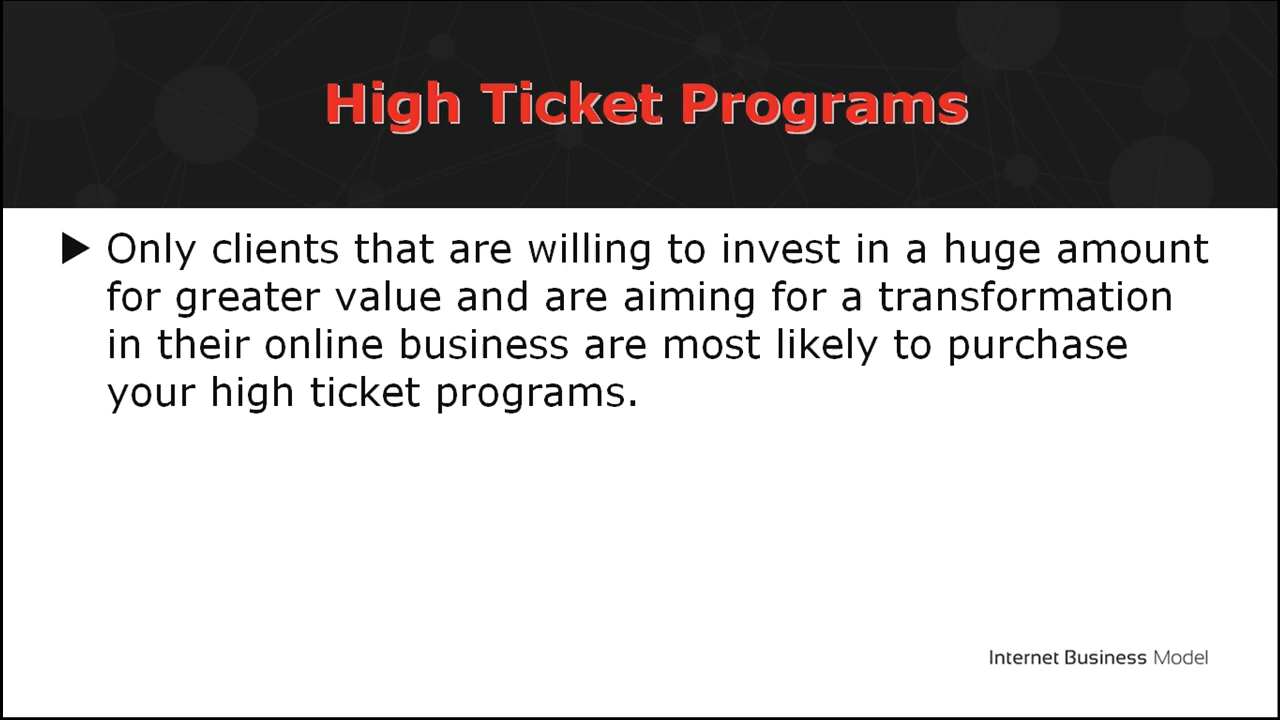 High Ticket Programs
Only clients that are willing to invest in a huge amount
for greater value and are aiming for a transformation
in their online business are most likely to purchase
your high ticket programs.
Internet Business Model